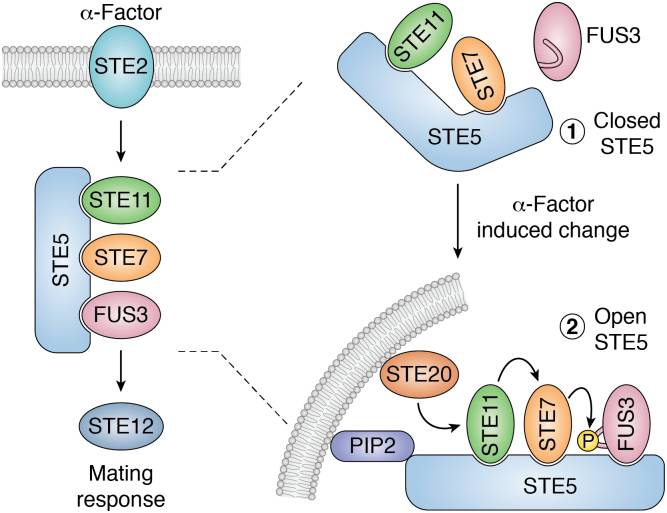 α-Factor
STE2
STE11
STE7
FUS3
STE5
STE12
Mating
response
STE11
STE7
FUS3
STE5
1 Closed
STE5
α-Factor
induced change
2 Open
STE5
STE20
PIP2
STE11
STE7
P
FUS3
STE5